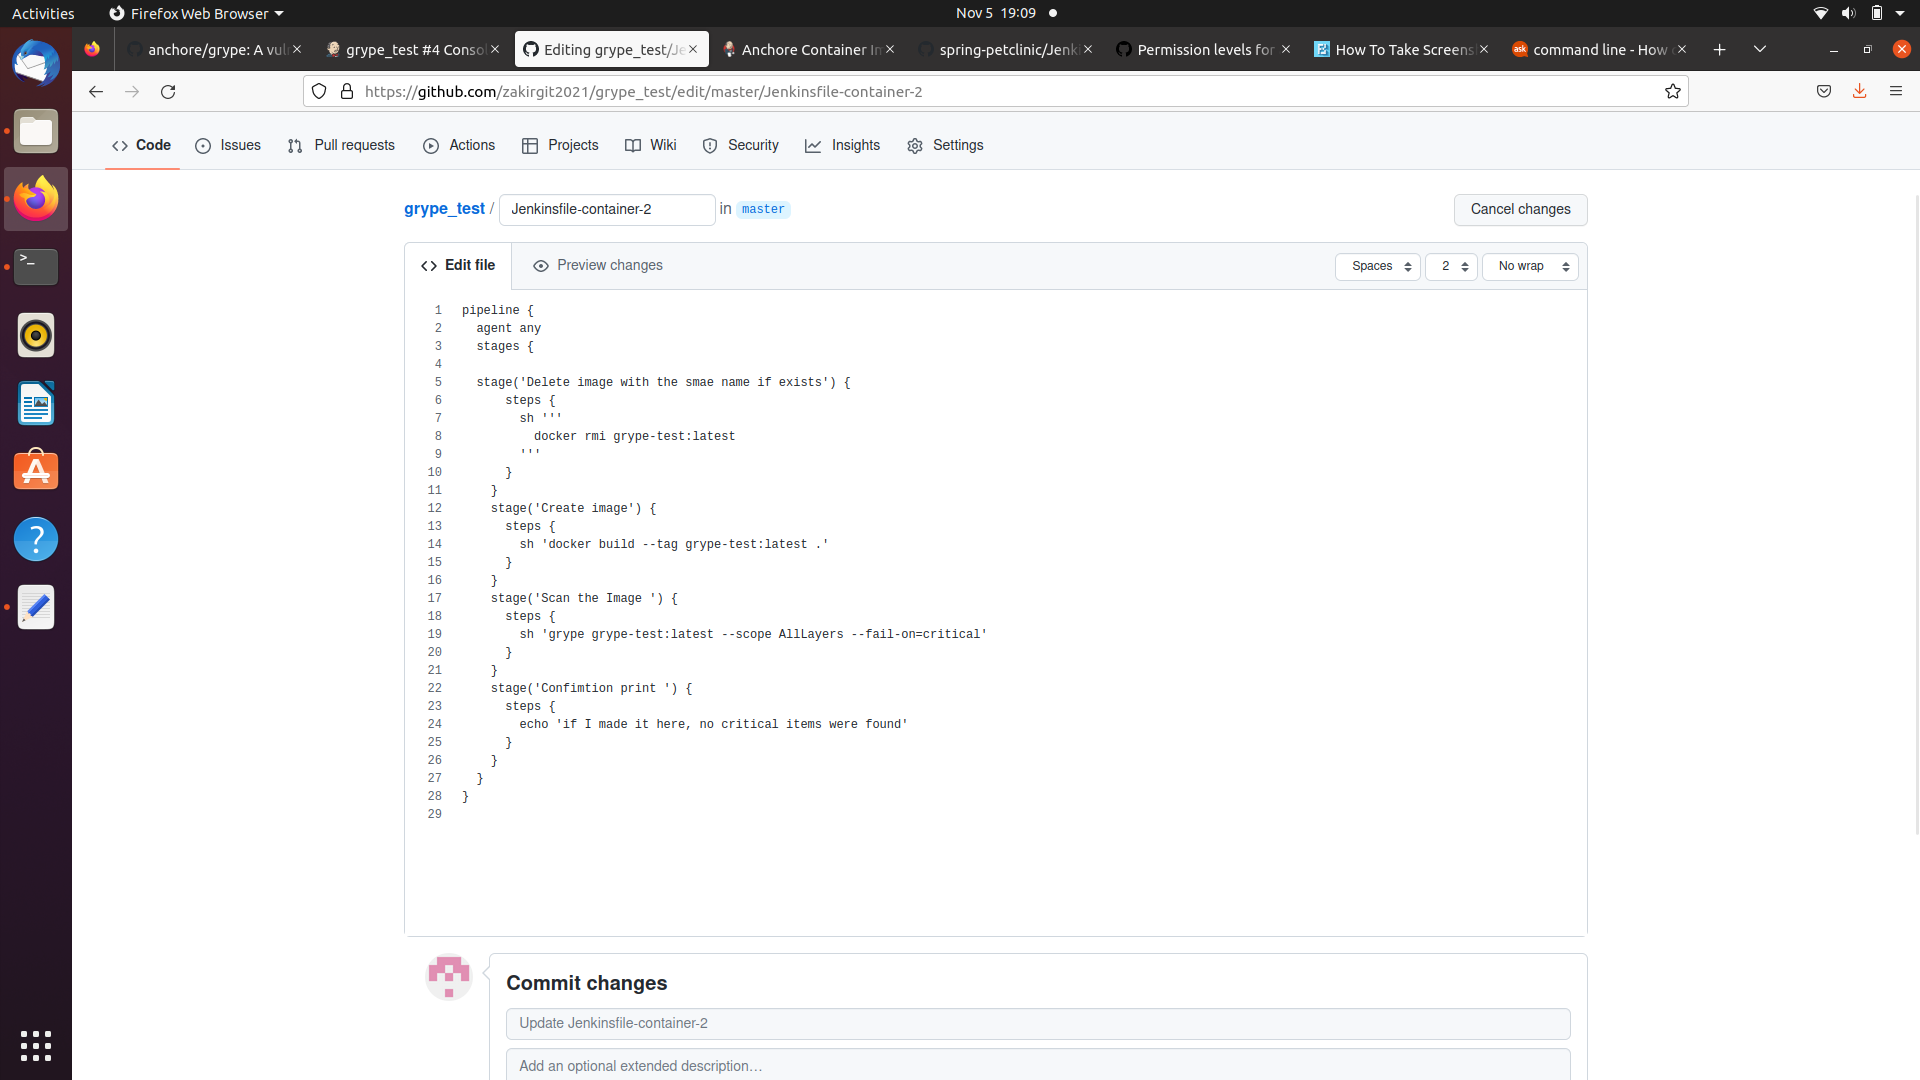 Activities Firefox Web Browser Nov 5 19:09
anchore/grype: A vul grype_test #4 Consol Editing grype_test/Je Anchore Container I spring-petclinic/Jenk Permission levels for How To Take Screens command line - How
https://github.com/zakirgit2021/grype_test/edit/master/Jenkinsfile-container-2
Code Issues Pull requests Actions Projects Wiki Security Insights Settings
grype_test / Jenkinsfile-container-2 in master Cancel changes
Edit file Preview changes Spaces 2 No wrap
1 pipeline {
2 agent any
3 stages {
4
5 stage('Delete image with the smae name if exists') {
6 steps {
7 sh '''
8 docker rmi grype-test:latest
9 '''
10 }
11 }
12 stage('Create image') {
13 steps {
14 sh 'docker build --tag grype-test:latest .'
15 }
16 }
17 stage('Scan the Image ') {
18 steps {
19 sh 'grype grype-test:latest --scope AllLayers --fail-on=critical'
20 }
21 }
22 stage('Confimtion print ') {
23 steps {
24 echo 'if I made it here, no critical items were found'
25 }
26 }
27 }
28 }
29
Commit changes
Update Jenkinsfile-container-2
Add an optional extended description…